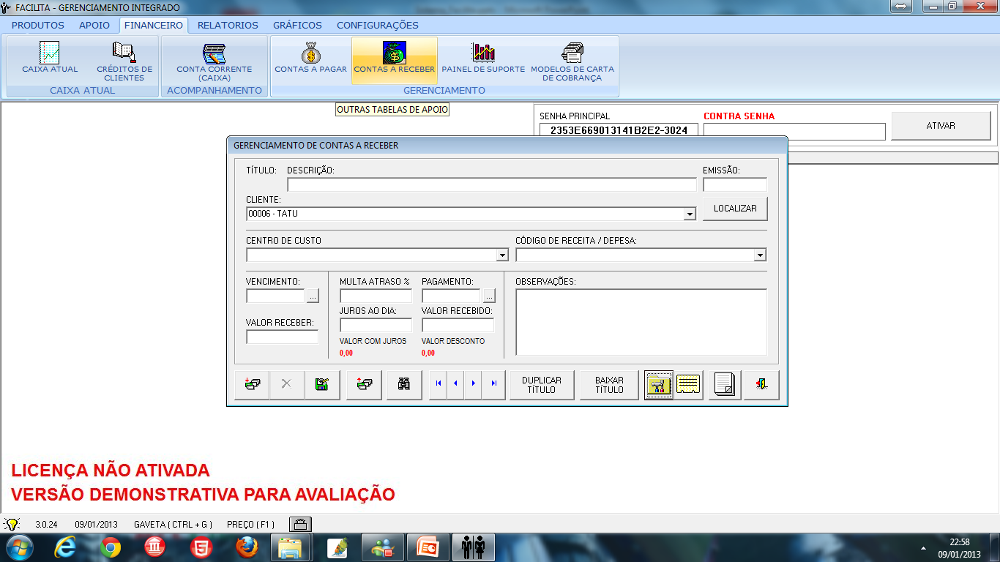 FACILITA - GERENCIAMENTO INTEGRADO
PRODUTOS APOIO FINANCEIRO RELATORIOS GRÁFICOS CONFIGURAÇÕES
CAIXA ATUAL
CRÉDITOS DE
CLIENTES
CAIXA ATUAL
CONTA CORRENTE
(CAIXA)
ACOMPANHAMENTO
CONTAS A PAGAR
CONTAS A RECEBER
PAINEL DE SUPORTE
MODELOS DE CARTA
DE COBRANÇA
GERENCIAMENTO
OUTRAS TABELAS DE APOIO
SENHA PRINCIPAL
2353E669013141B2E2-3024
CONTRA SENHA
ATIVAR
GERENCIAMENTO DE CONTAS A RECEBER
TÍTULO: DESCRIÇÃO: EMISSÃO:
CLIENTE:
00006 - TATU
LOCALIZAR
CENTRO DE CUSTO CÓDIGO DE RECEITA / DEPESA:
VENCIMENTO: MULTA ATRASO % PAGAMENTO: OBSERVAÇÕES:
... ...
JUROS AO DIA: VALOR RECEBIDO:
VALOR RECEBER:
VALOR COM JUROS VALOR DESCONTO
0,00 0,00
DUPLICAR
TÍTULO
BAIXAR
TÍTULO
LICENÇA NÃO ATIVADA
VERSÃO DEMONSTRATIVA PARA AVALIAÇÃO
3.0.24 09/01/2013 GAVETA ( CTRL + G ) PREÇO ( F1 )
22:58
09/01/2013